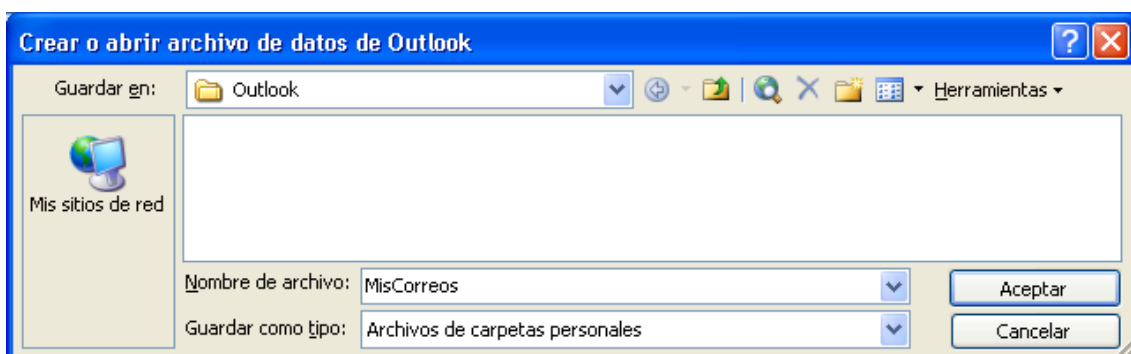 Crear o abrir archivo de datos de Outlook
Guardar en: Outlook Herramientas
Mis sitios de red
Nombre de archivo: MisCorreos Aceptar
Guardar como tipo: Archivos de carpetas personales Cancelar